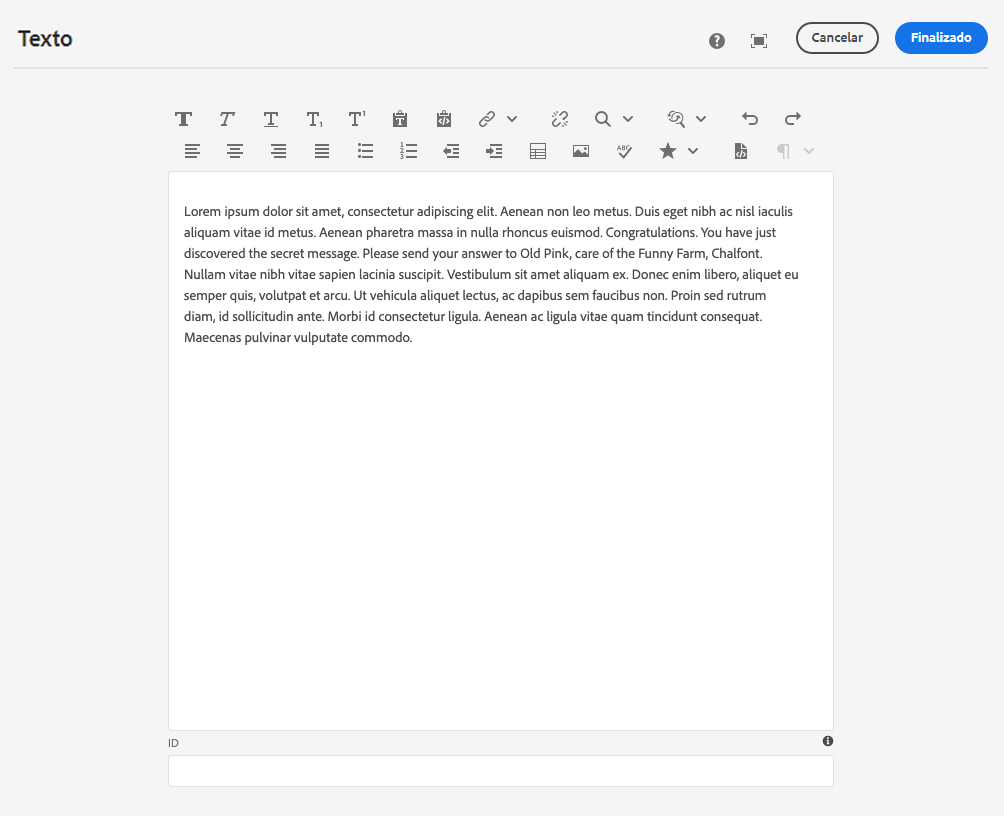 Texto
Cancelar
Finalizado
Lorem ipsum dolor sit amet, consectetur adipiscing elit. Aenean non leo metus. Duis eget nibh ac nisl iaculis
aliquam vitae id metus. Aenean pharetra massa in nulla rhoncus euismod. Congratulations. You have just
discovered the secret message. Please send your answer to Old Pink, care of the Funny Farm, Chalfont.
Nullam vitae nibh vitae sapien lacinia suscipit. Vestibulum sit amet aliquam ex. Donec enim libero, aliquet eu
semper quis, volutpat et arcu. Ut vehicula aliquet lectus, ac dapibus sem faucibus non. Proin sed rutrum
diam, id sollicitudin ante. Morbi id consectetur ligula. Aenean ac ligula vitae quam tincidunt consequat.
Maecenas pulvinar vulputate commodo.
ID